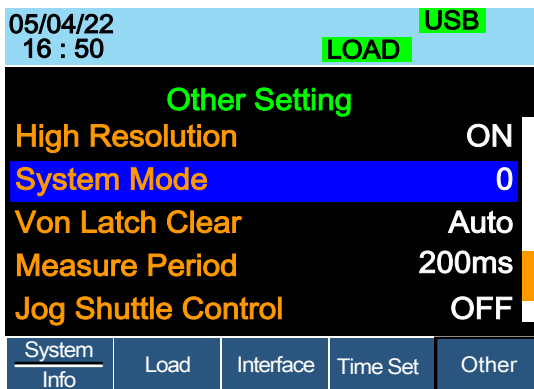 05/04/22
USB
16 : 50
LOAD
Other Setting
High Resolution ON
System Mode 0
Von Latch Clear Auto
Measure Period 200ms
Jog Shuttle Control OFF
System
Info
Load
Interface
Time Set
Other